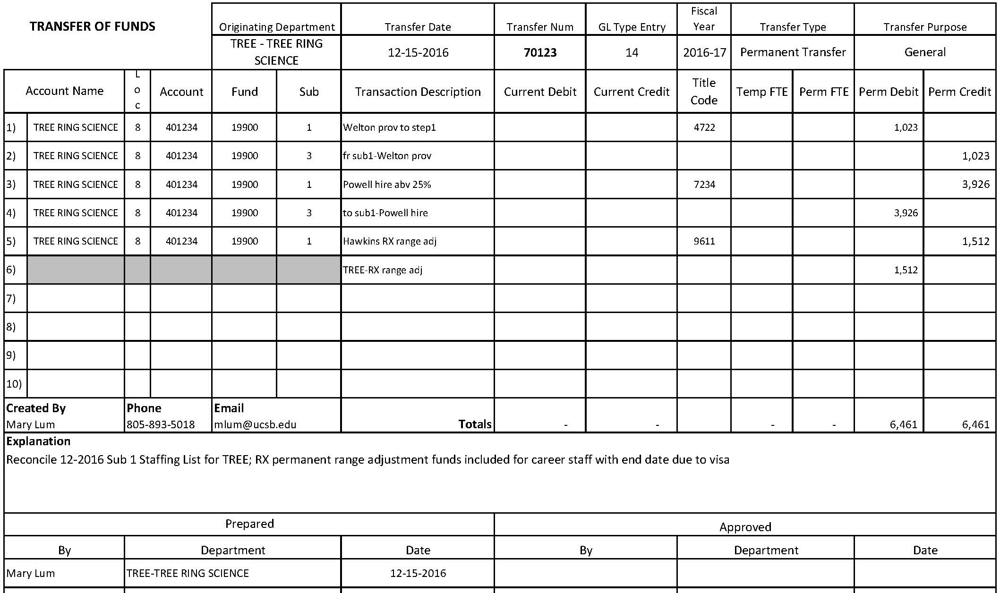 TRANSFER OF FUNDS
Originating Department
Transfer Date
Transfer Num
GL Type Entry
Fiscal
Year
Transfer Type
Transfer Purpose
TREE - TREE RING
SCIENCE
12-15-2016
70123
14
2016-17
Permanent Transfer
General
Account Name
L
o
c
Account
Fund
Sub
Transaction Description
Current Debit
Current Credit
Title
Code
Temp FTE
Perm FTE
Perm Debit
Perm Credit
1) TREE RING SCIENCE 8 401234 19900 1 Welton prov to step1 4722 1,023
2) TREE RING SCIENCE 8 401234 19900 3 fr sub1-Welton prov 1,023
3) TREE RING SCIENCE 8 401234 19900 1 Powell hire abv 25% 7234 3,926
4) TREE RING SCIENCE 8 401234 19900 3 to sub1-Powell hire 3,926
5) TREE RING SCIENCE 8 401234 19900 1 Hawkins RX range adj 9611 1,512
6) TREE-RX range adj 1,512
7)
8)
9)
10)
Created By Phone Email
Mary Lum 805-893-5018 mlum@ucsb.edu Totals - - - - 6,461 6,461
Explanation
Reconcile 12-2016 Sub 1 Staffing List for TREE; RX permanent range adjustment funds included for career staff with end date due to visa
Prepared Approved
By Department Date By Department Date
Mary Lum TREE-TREE RING SCIENCE 12-15-2016